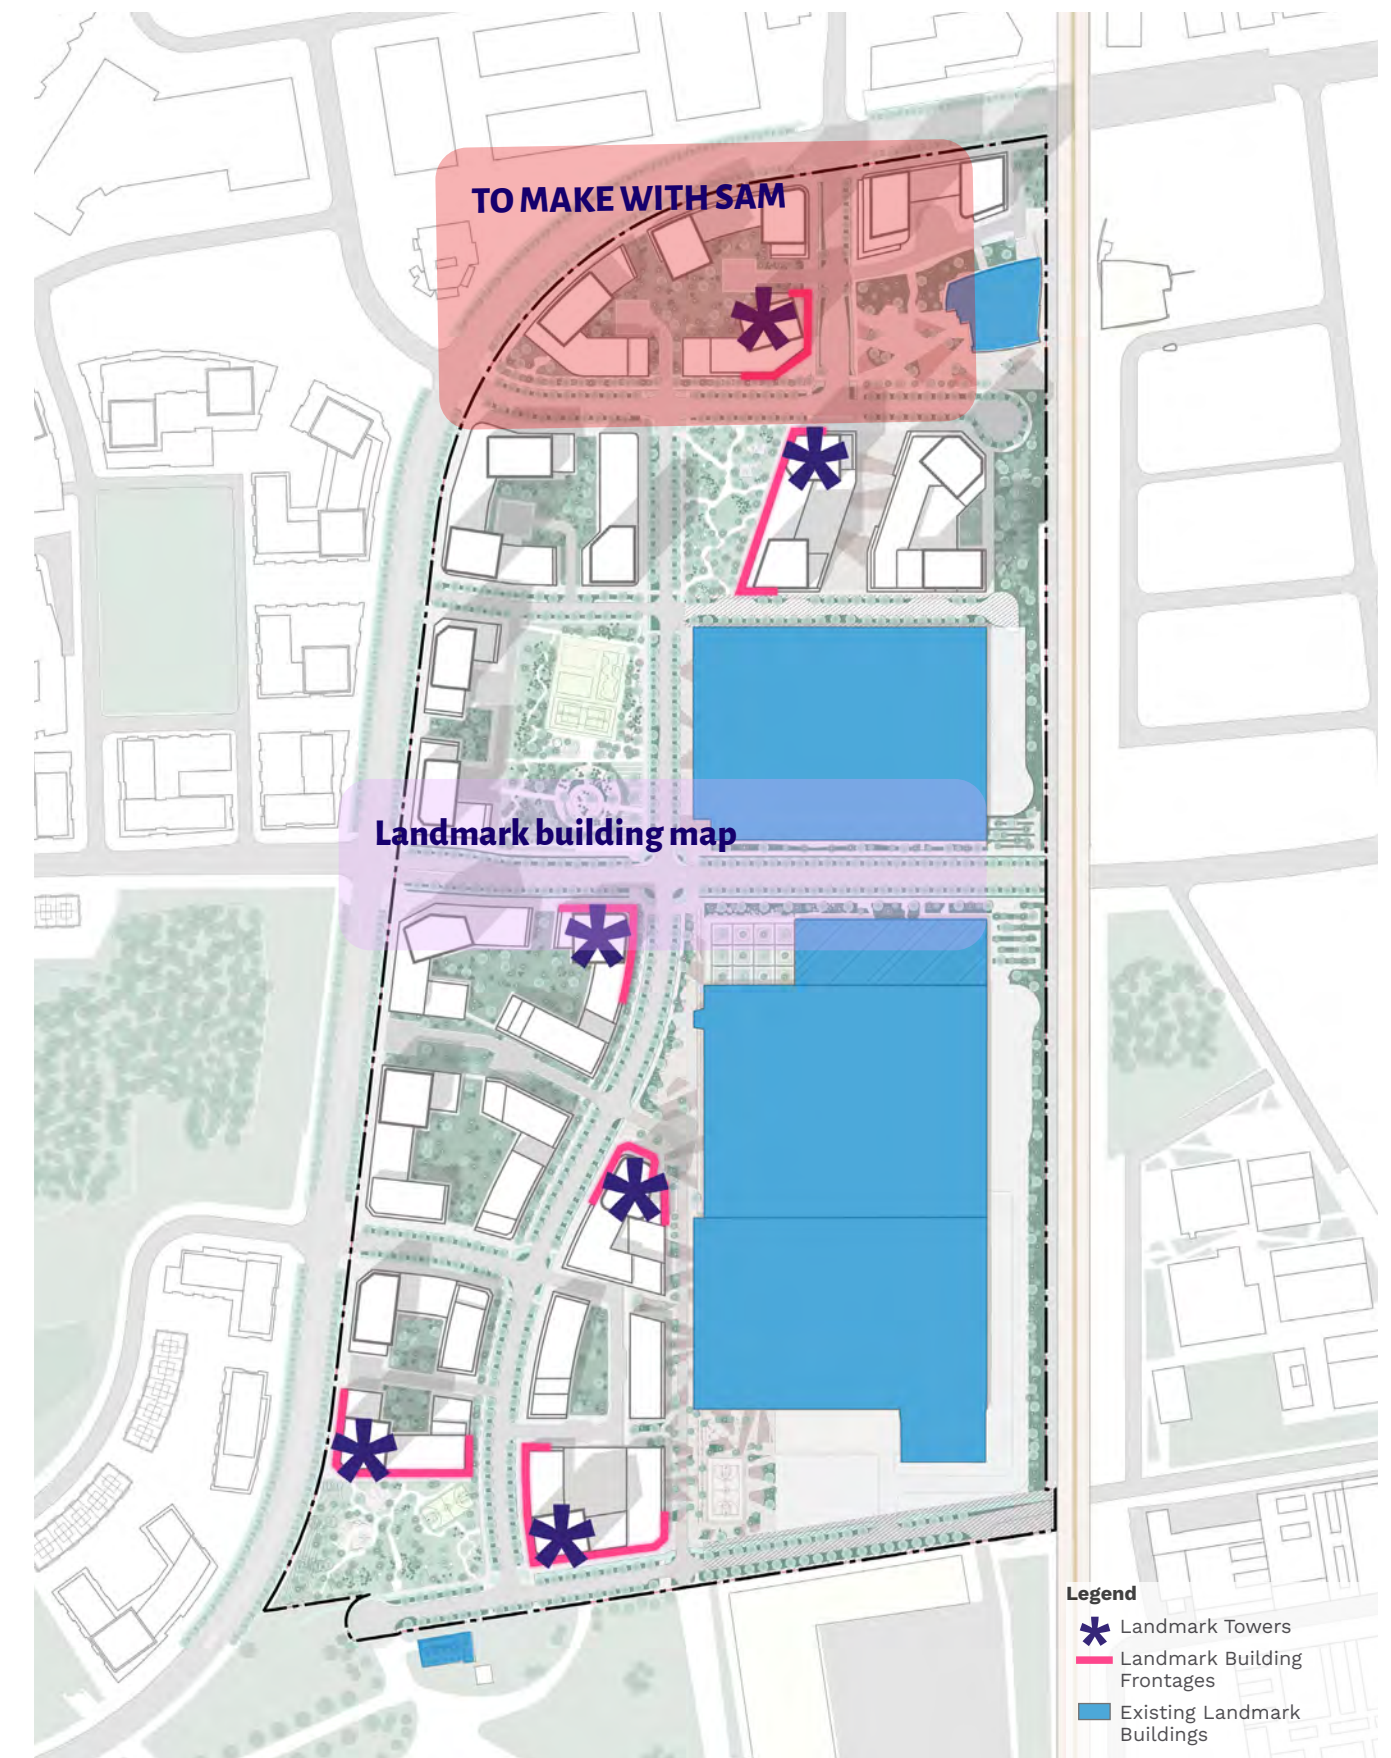 TO MAKE WITH SAM
Landmark building map
Legend
Landmark Towers
Landmark Building
Frontages
Existing Landmark
Buildings